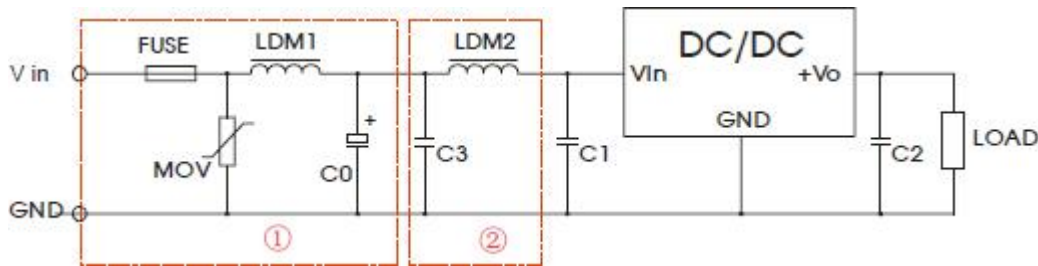 FUSE
LDM1
LDM2
DC/DC
V in
VIn
+Vo
GND
MOV
+
C0
C3
C1
C2
LOAD
GND
①
②